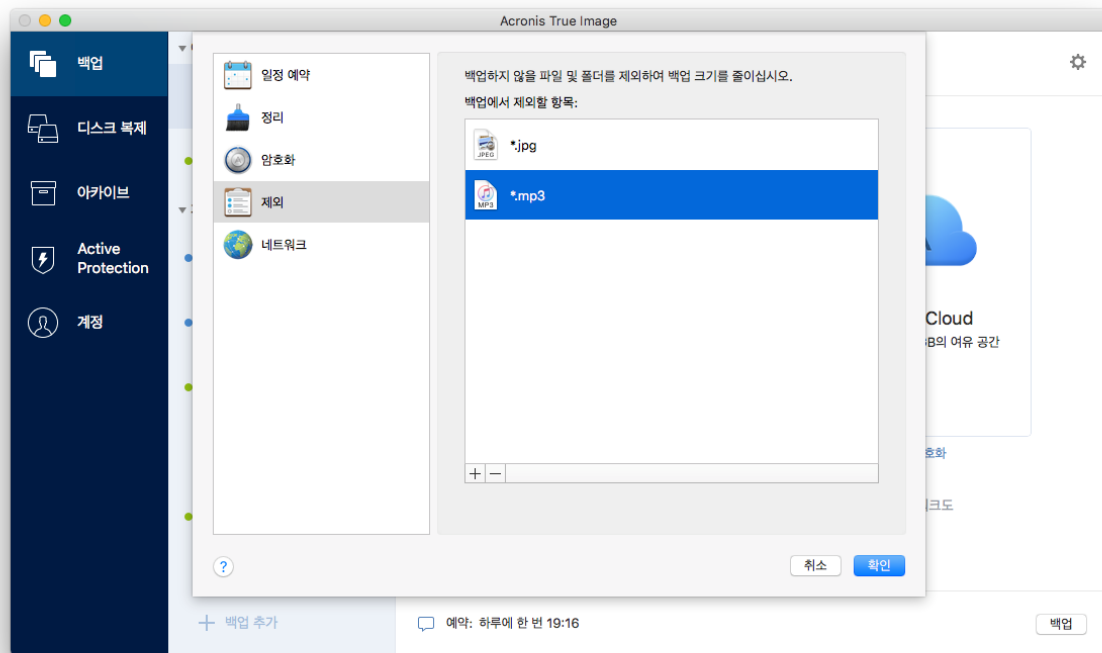 Acronis True Image
백업
디스크 복제
아카이브
Active
Protection
계정
일정 예약
정리
암호화
제외
네트워크
백업하지 않을 파일 및 폴더를 제외하여 백업 크기를 줄이십시오.
백업에서 제외할 항목:
JPEG
*.jpg
MP3
*.mp3
?
취소
확인
Cloud
의 여유 공간
호화
백업 추가
예약: 하루에 한 번 19:16
백업